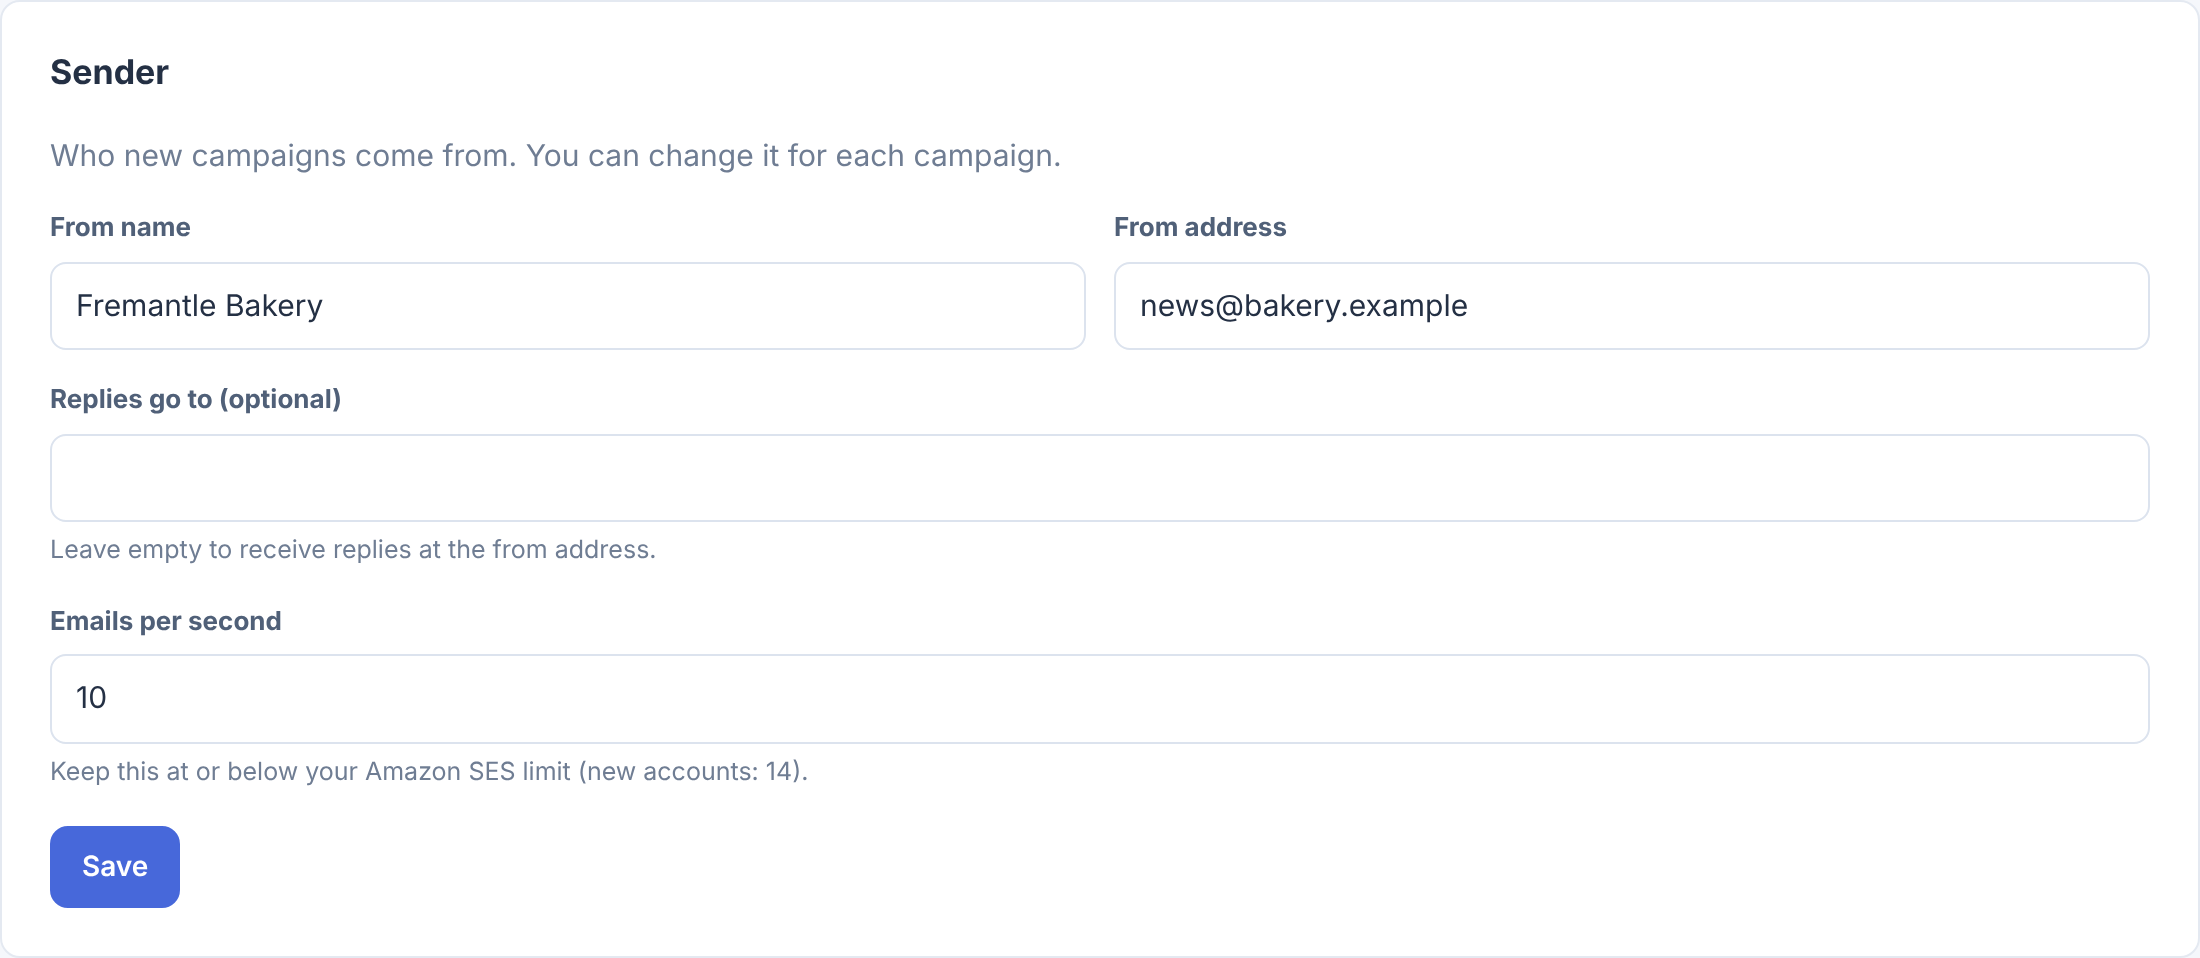 Sender
Who new campaigns come from. You can change it for each campaign.
From name
From address
Fremantle Bakery
news@bakery.example
Replies go to (optional)
Leave empty to receive replies at the from address.
Emails per second
10
Keep this at or below your Amazon SES limit (new accounts: 14).
Save